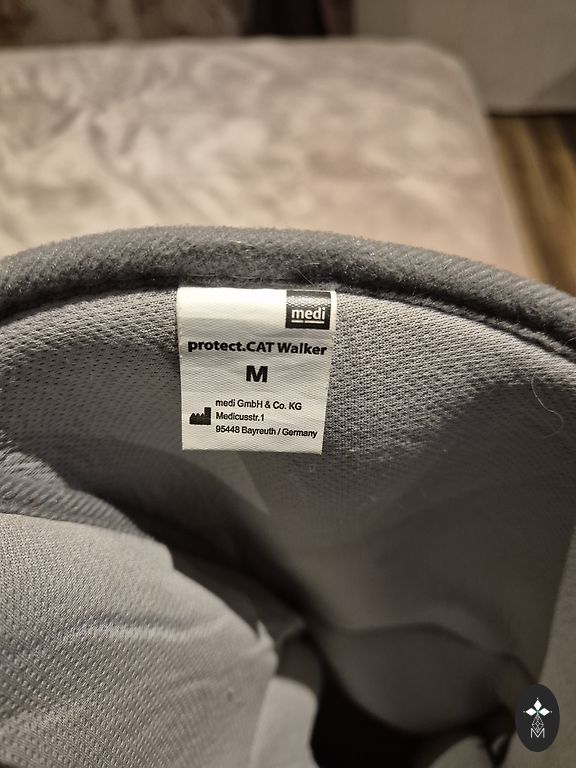 medi
protect.CAT Walker
M
medi GmbH & Co. KG
Medicusstr.1
95448 Bayreuth / Germany
M